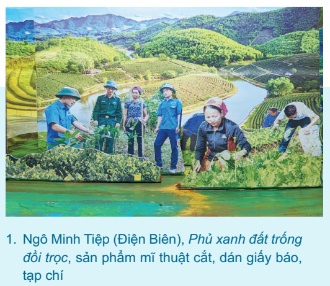 1. Ngô Minh Tiệp (Điện Biên), Phủ xanh đất trống
đồi trọc, sản phẩm mĩ thuật cắt, dán giấy báo,
tạp chí